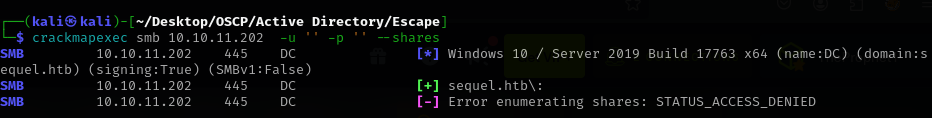 ┌──(kali㉿kali)-[~/Desktop/OSCP/Active Directory/Escape]
└─$ crackmapexec smb 10.10.11.202  -u '' -p '' --shares
SMB         10.10.11.202    445    DC               [*] Windows 10 / Server 2019 Build 17763 x64 (name:DC) (domain:s
equel.htb) (signing:True) (SMBv1:False)
SMB         10.10.11.202    445    DC               [+] sequel.htb\:
SMB         10.10.11.202    445    DC               [-] Error enumerating shares: STATUS_ACCESS_DENIED